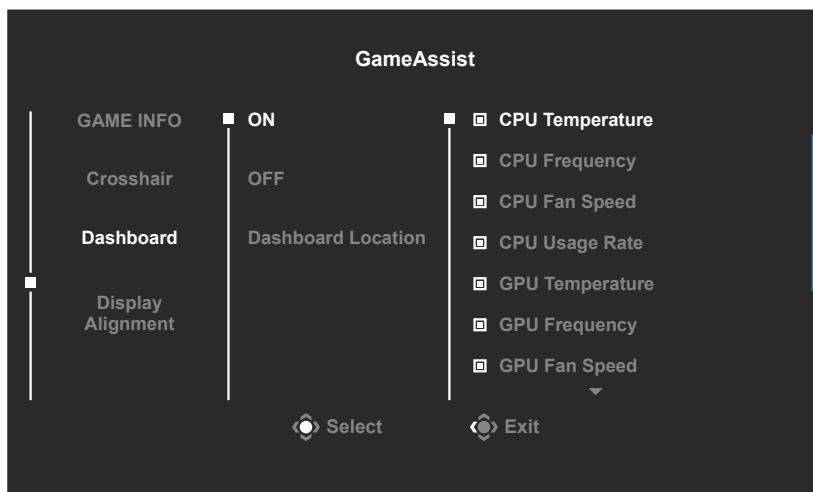 GameAssist
GAME INFO
Crosshair
Dashboard
Display
Alignment
ON
OFF
Dashboard Location
CPU Temperature
CPU Frequency
CPU Fan Speed
CPU Usage Rate
GPU Temperature
GPU Frequency
GPU Fan Speed
Select
Exit